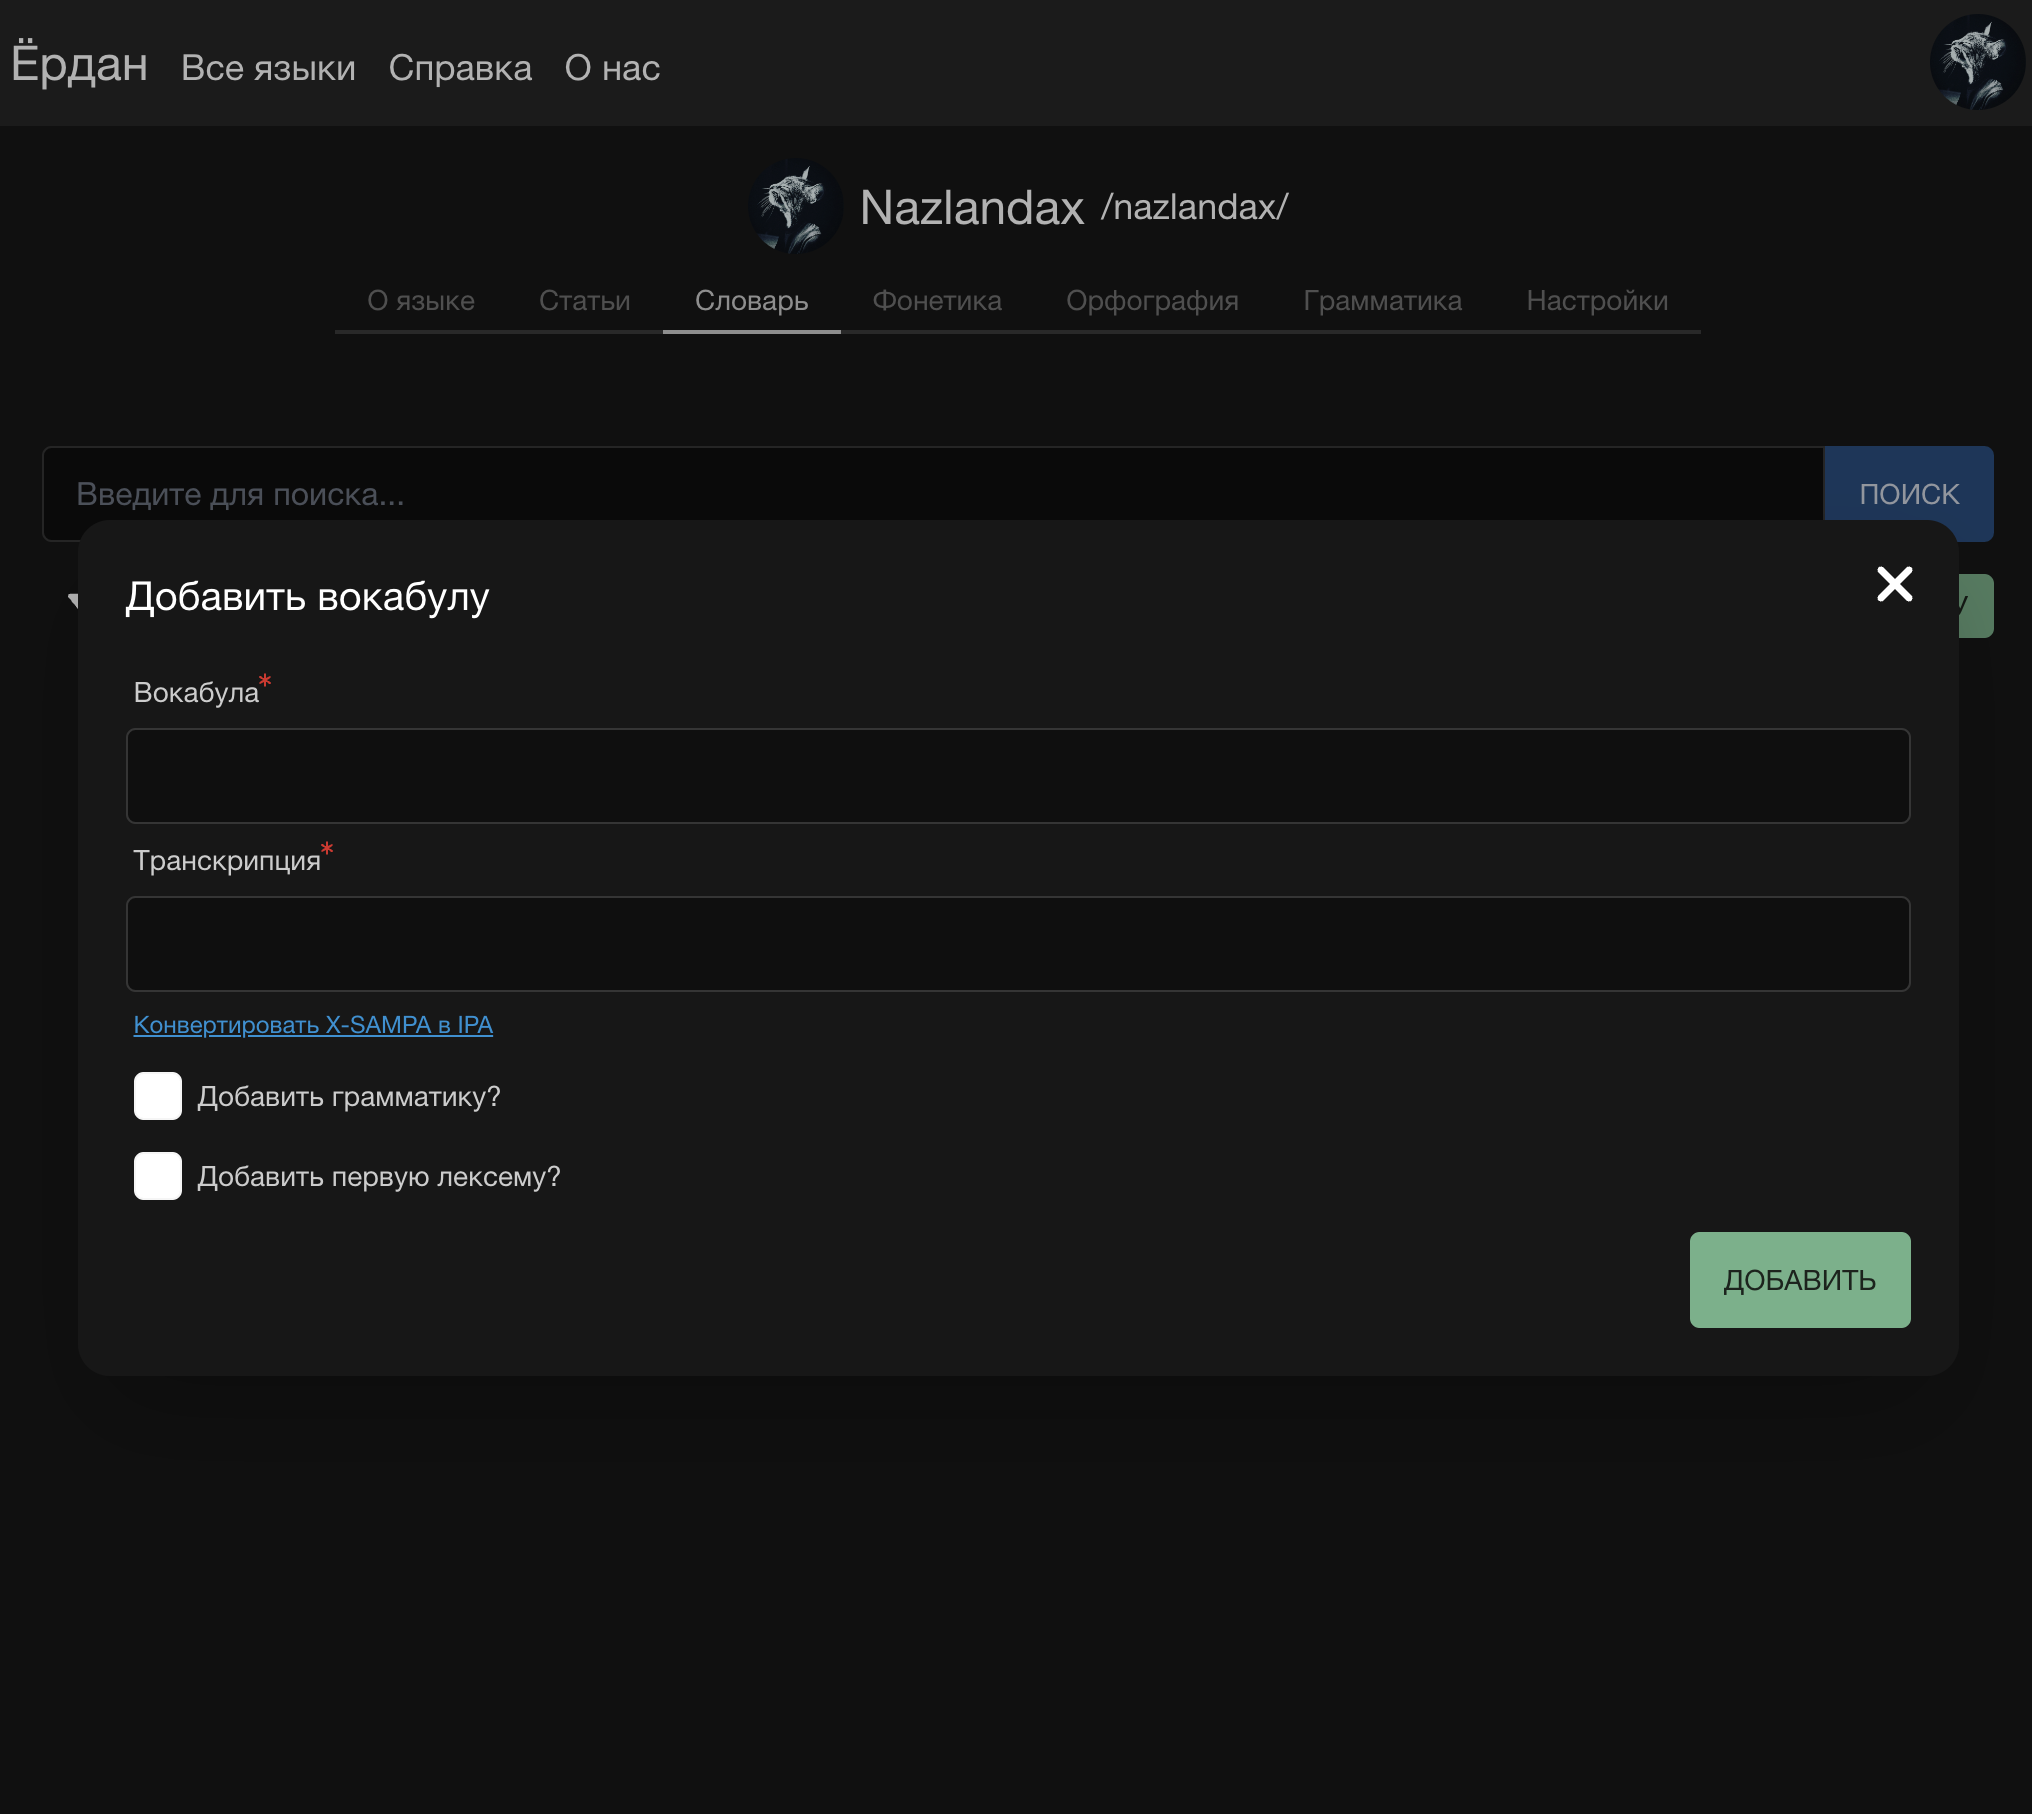 Ёрдан Все языки Справка О нас
Nazlandax /nazlandax/
О языке Статьи Словарь Фонетика Орфография Грамматика Настройки
Введите для поиска... ПОИСК
Добавить вокабулу
Вокабула*
Транскрипция*
Конвертировать X-SAMPA в IPA
Добавить грамматику?
Добавить первую лексему?
ДОБАВИТЬ